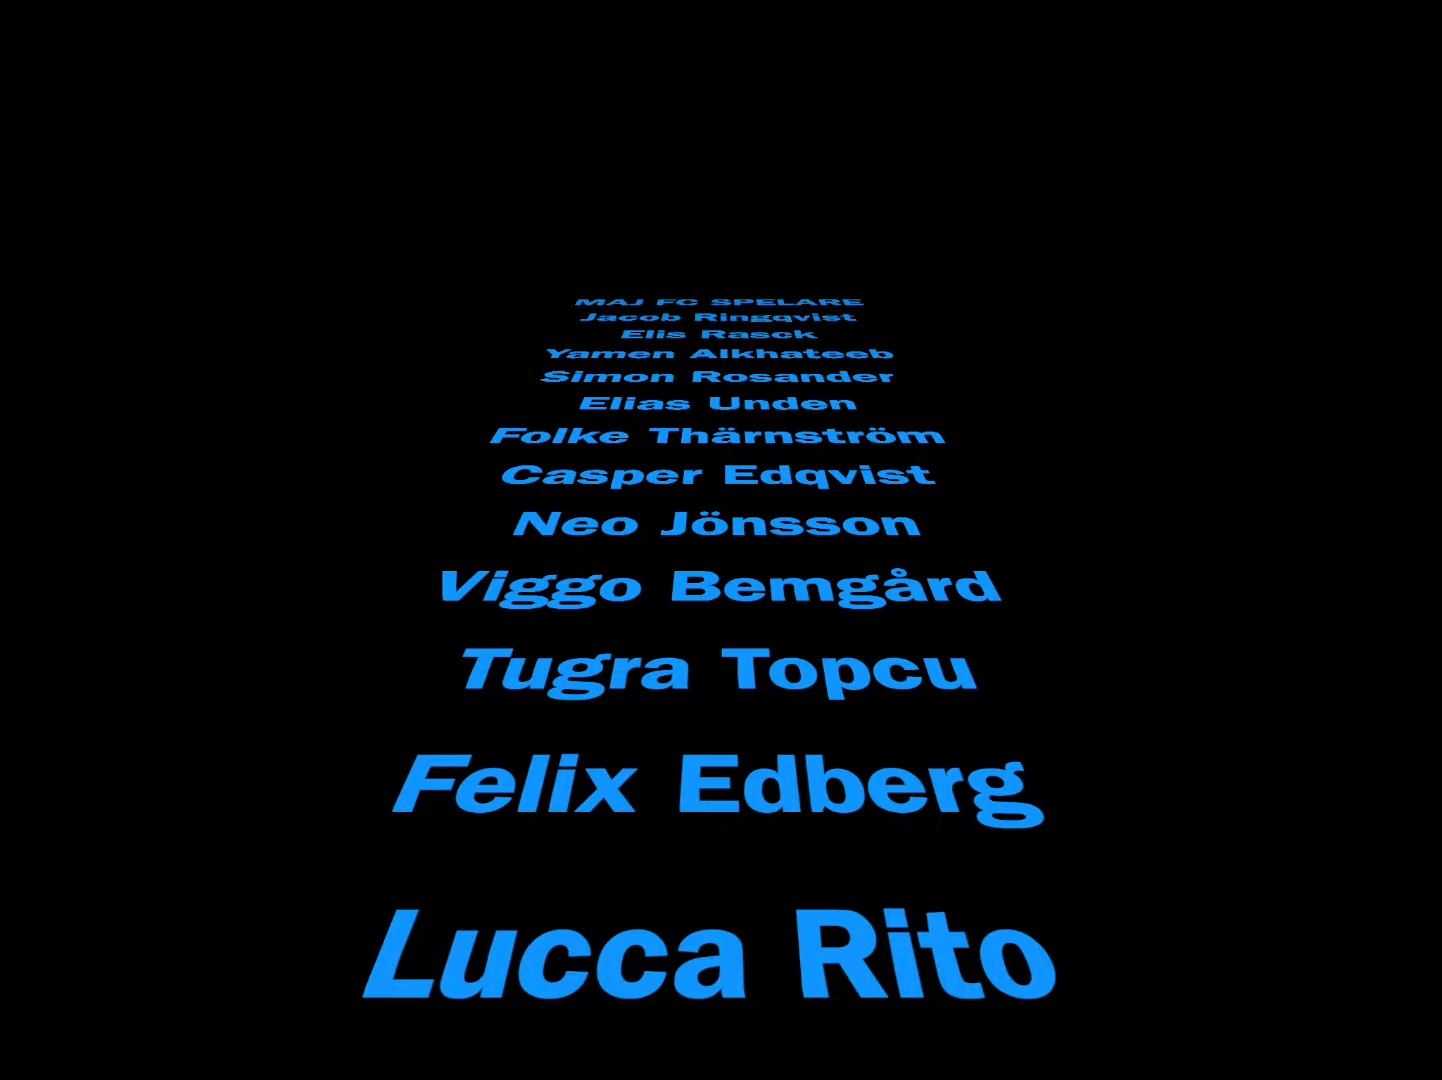 MAJ FC SPELARE
Jacob Ringqvist
Elis Rasck
Yamen Alkhateeb
Simon Rosander
Elias Unden
Folke Thärnström
Casper Edqvist
Neo Jönsson
Viggo Bemgård
Tugra Topcu
Felix Edberg
Lucca Rito